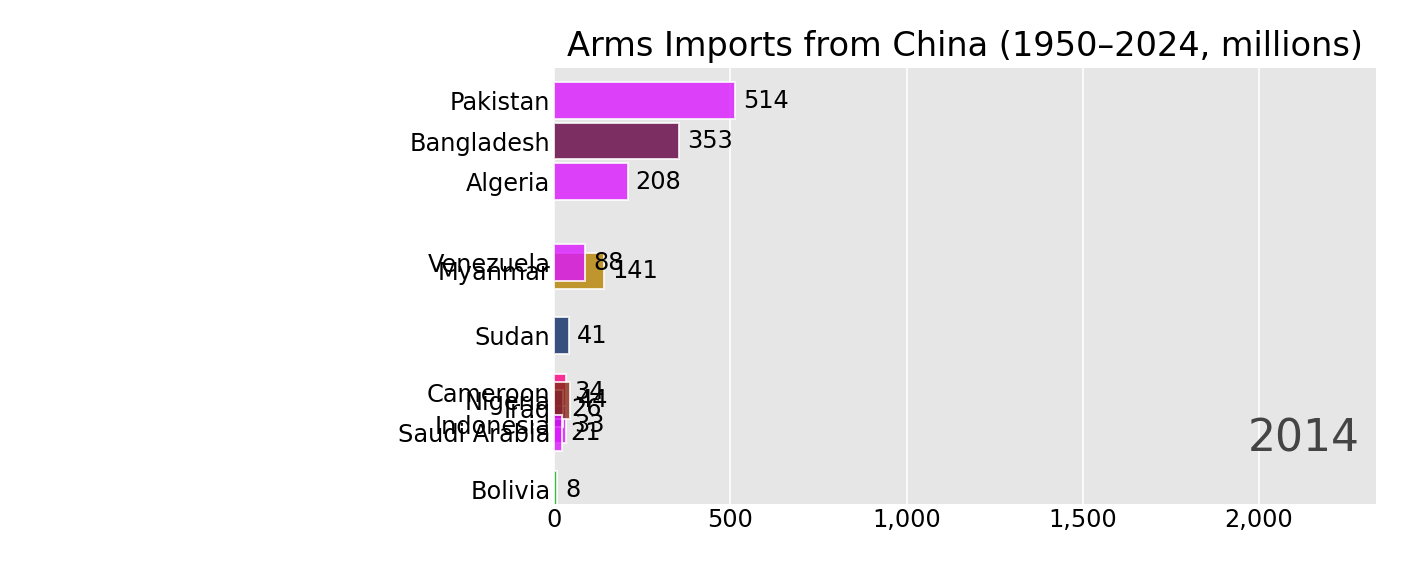 Arms Imports from China (1950–2024, millions)
Pakistan 514
Bangladesh 353
Algeria 208
Venezuela 88
Myanmar 141
Sudan 41
Cameroon 34
Nigeria 44
Iraq 26
Indonesia 33
Saudi Arabia 21
2014
Bolivia 8
0 500 1,000 1,500 2,000